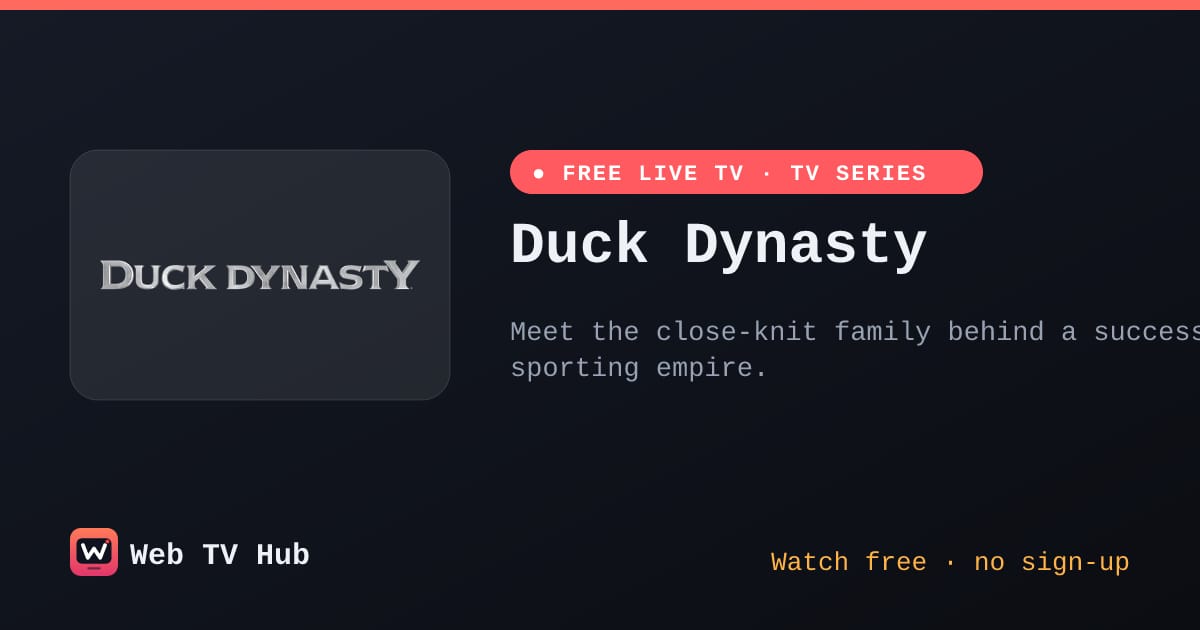 DUCK DYNASTY
● FREE LIVE TV · TV SERIES
Duck Dynasty
Meet the close-knit family behind a success
sporting empire.
W
Web TV Hub
Watch free · no sign-up